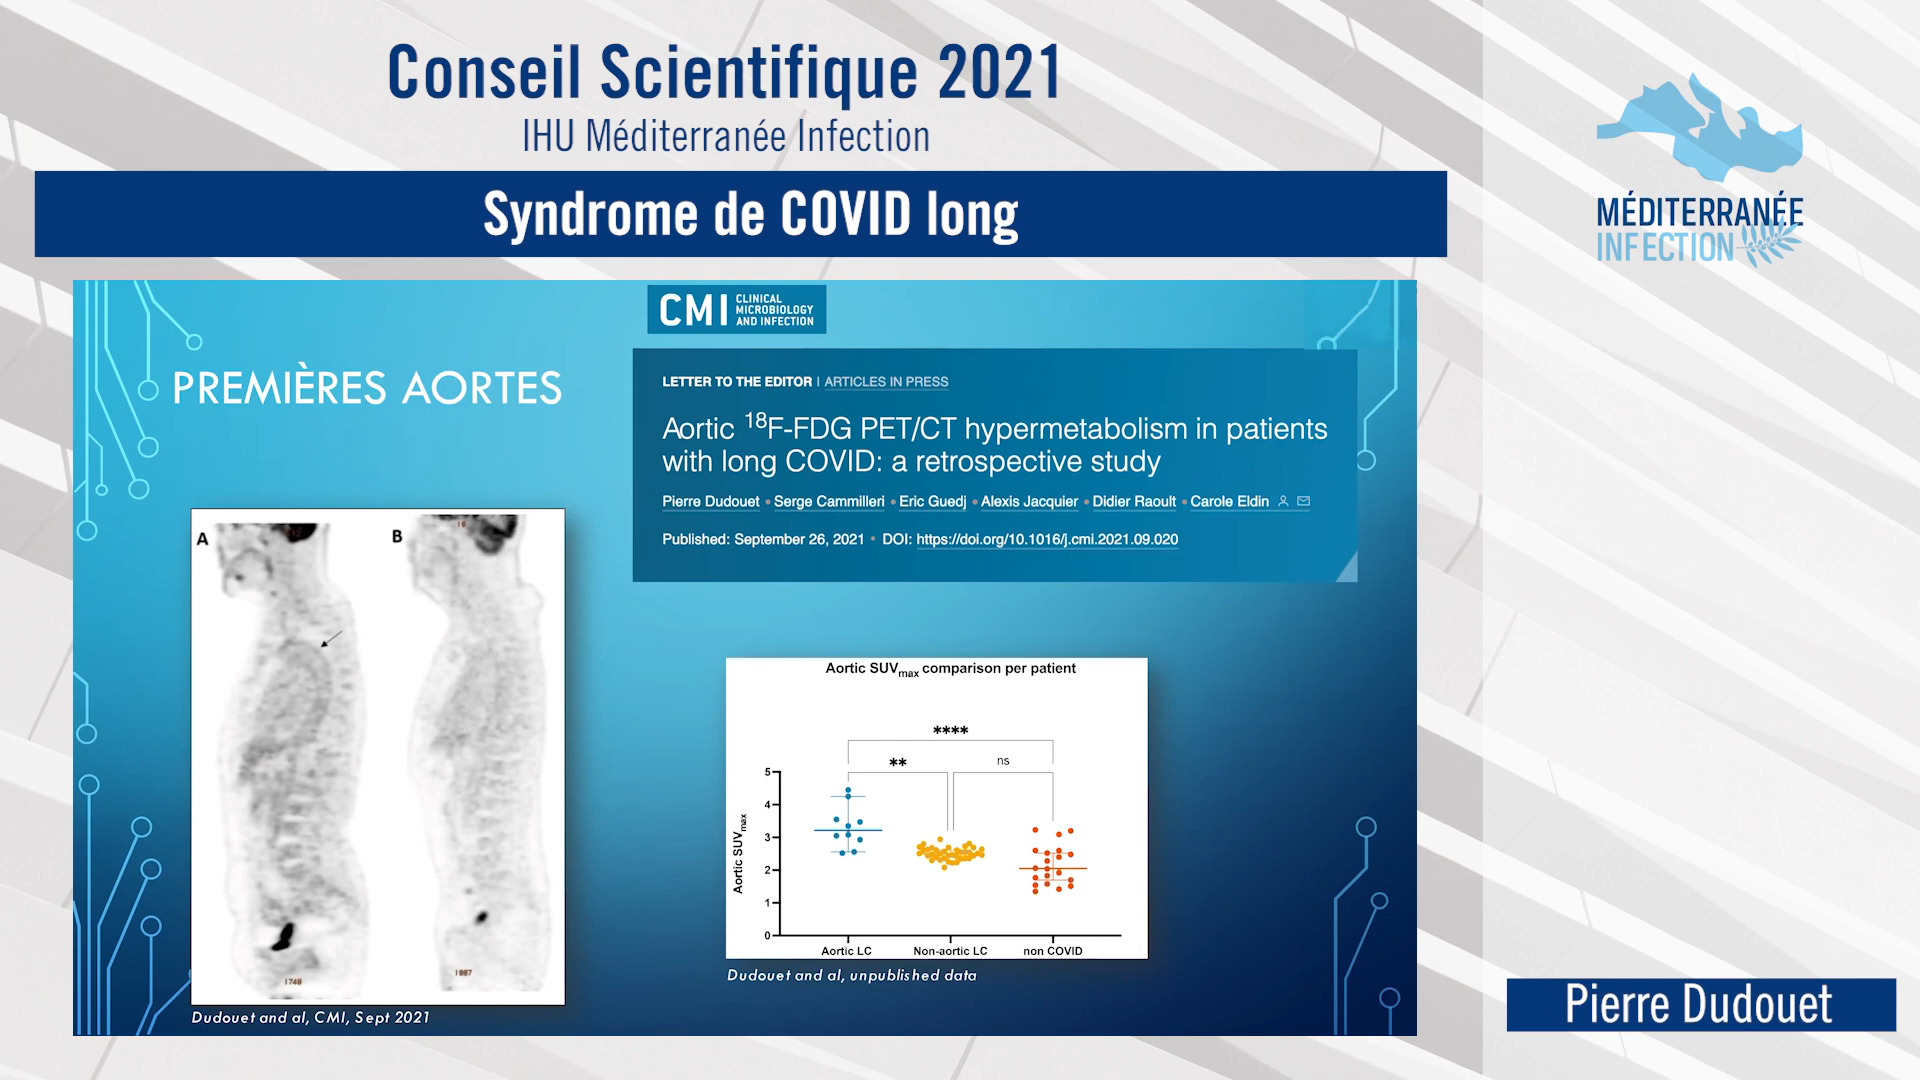 Conseil Scientifique 2021
IHU Méditerranée Infection
Syndrome de COVID long
MÉDITERRANÉE
INFECTION
CMI
CLINICAL
MICROBIOLOGY
AND INFECTION
PREMIÈRES AORTES
LETTER TO THE EDITOR | ARTICLES IN PRESS
Aortic 18F-FDG PET/CT hypermetabolism in patients
with long COVID: a retrospective study
Pierre Dudouet • Serge Cammilleri • Eric Guedj • Alexis Jacquier • Didier Raoult • Carole Eldin
Published: September 26, 2021 • DOI: https://doi.org/10.1016/j.cmi.2021.09.020
A
B
16
1748
1987
Dudouet and al, CMI, Sept 2021
Aortic SUVmax comparison per patient
****
**
ns
Aortic SUVmax
5
4
3
2
1
0
Aortic LC
Non-aortic LC
non COVID
Dudouet and al, unpublished data
Pierre Dudouet